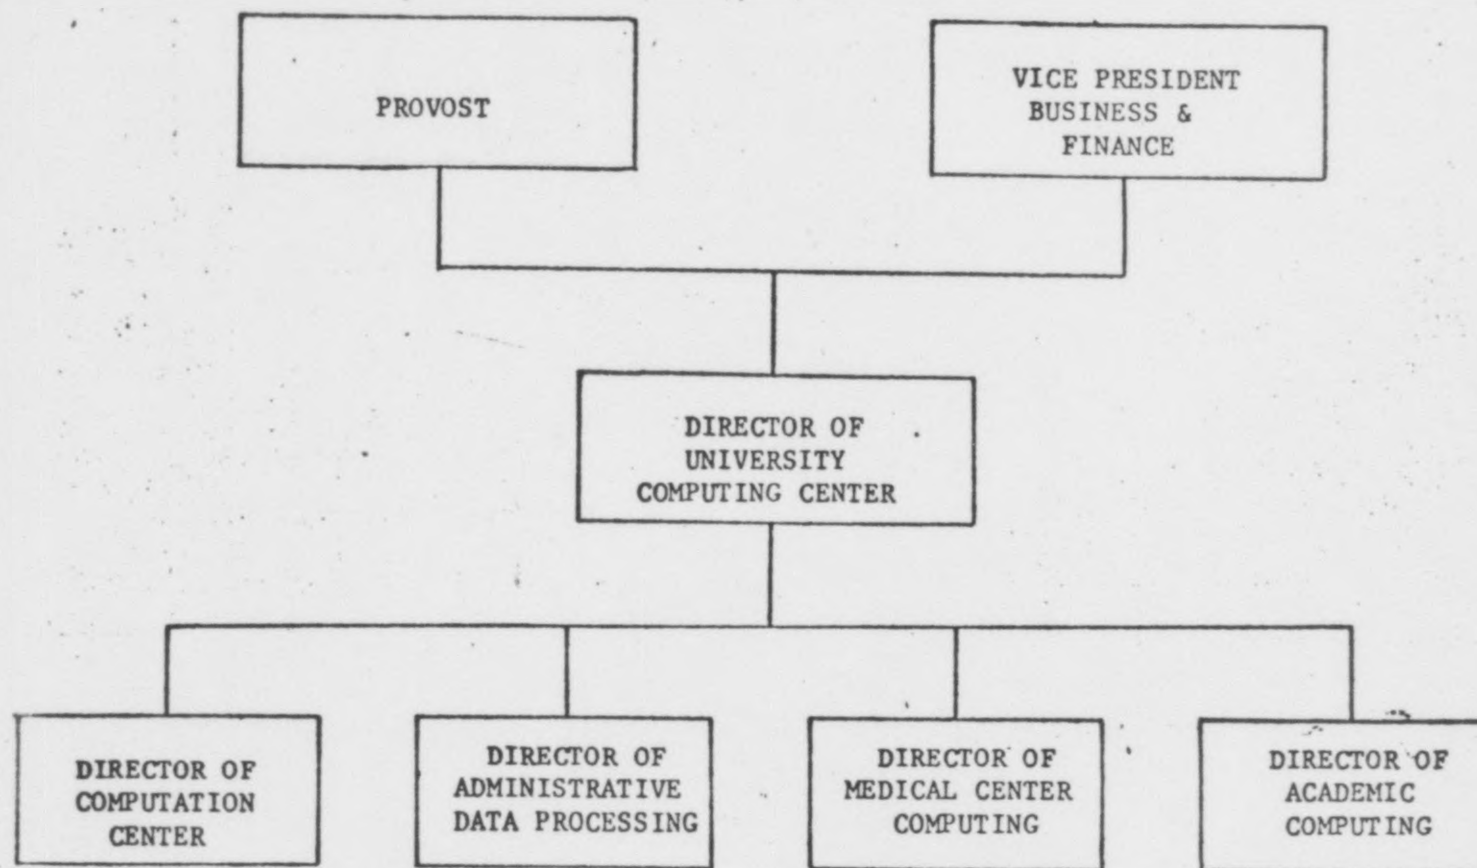 PROVOST
VICE PRESIDENT
BUSINESS &
FINANCE
DIRECTOR OF
UNIVERSITY
COMPUTING CENTER
DIRECTOR OF
COMPUTATION
CENTER
DIRECTOR OF
ADMINISTRATIVE
DATA PROCESSING
DIRECTOR OF
MEDICAL CENTER
COMPUTING
DIRECTOR OF
ACADEMIC
COMPUTING